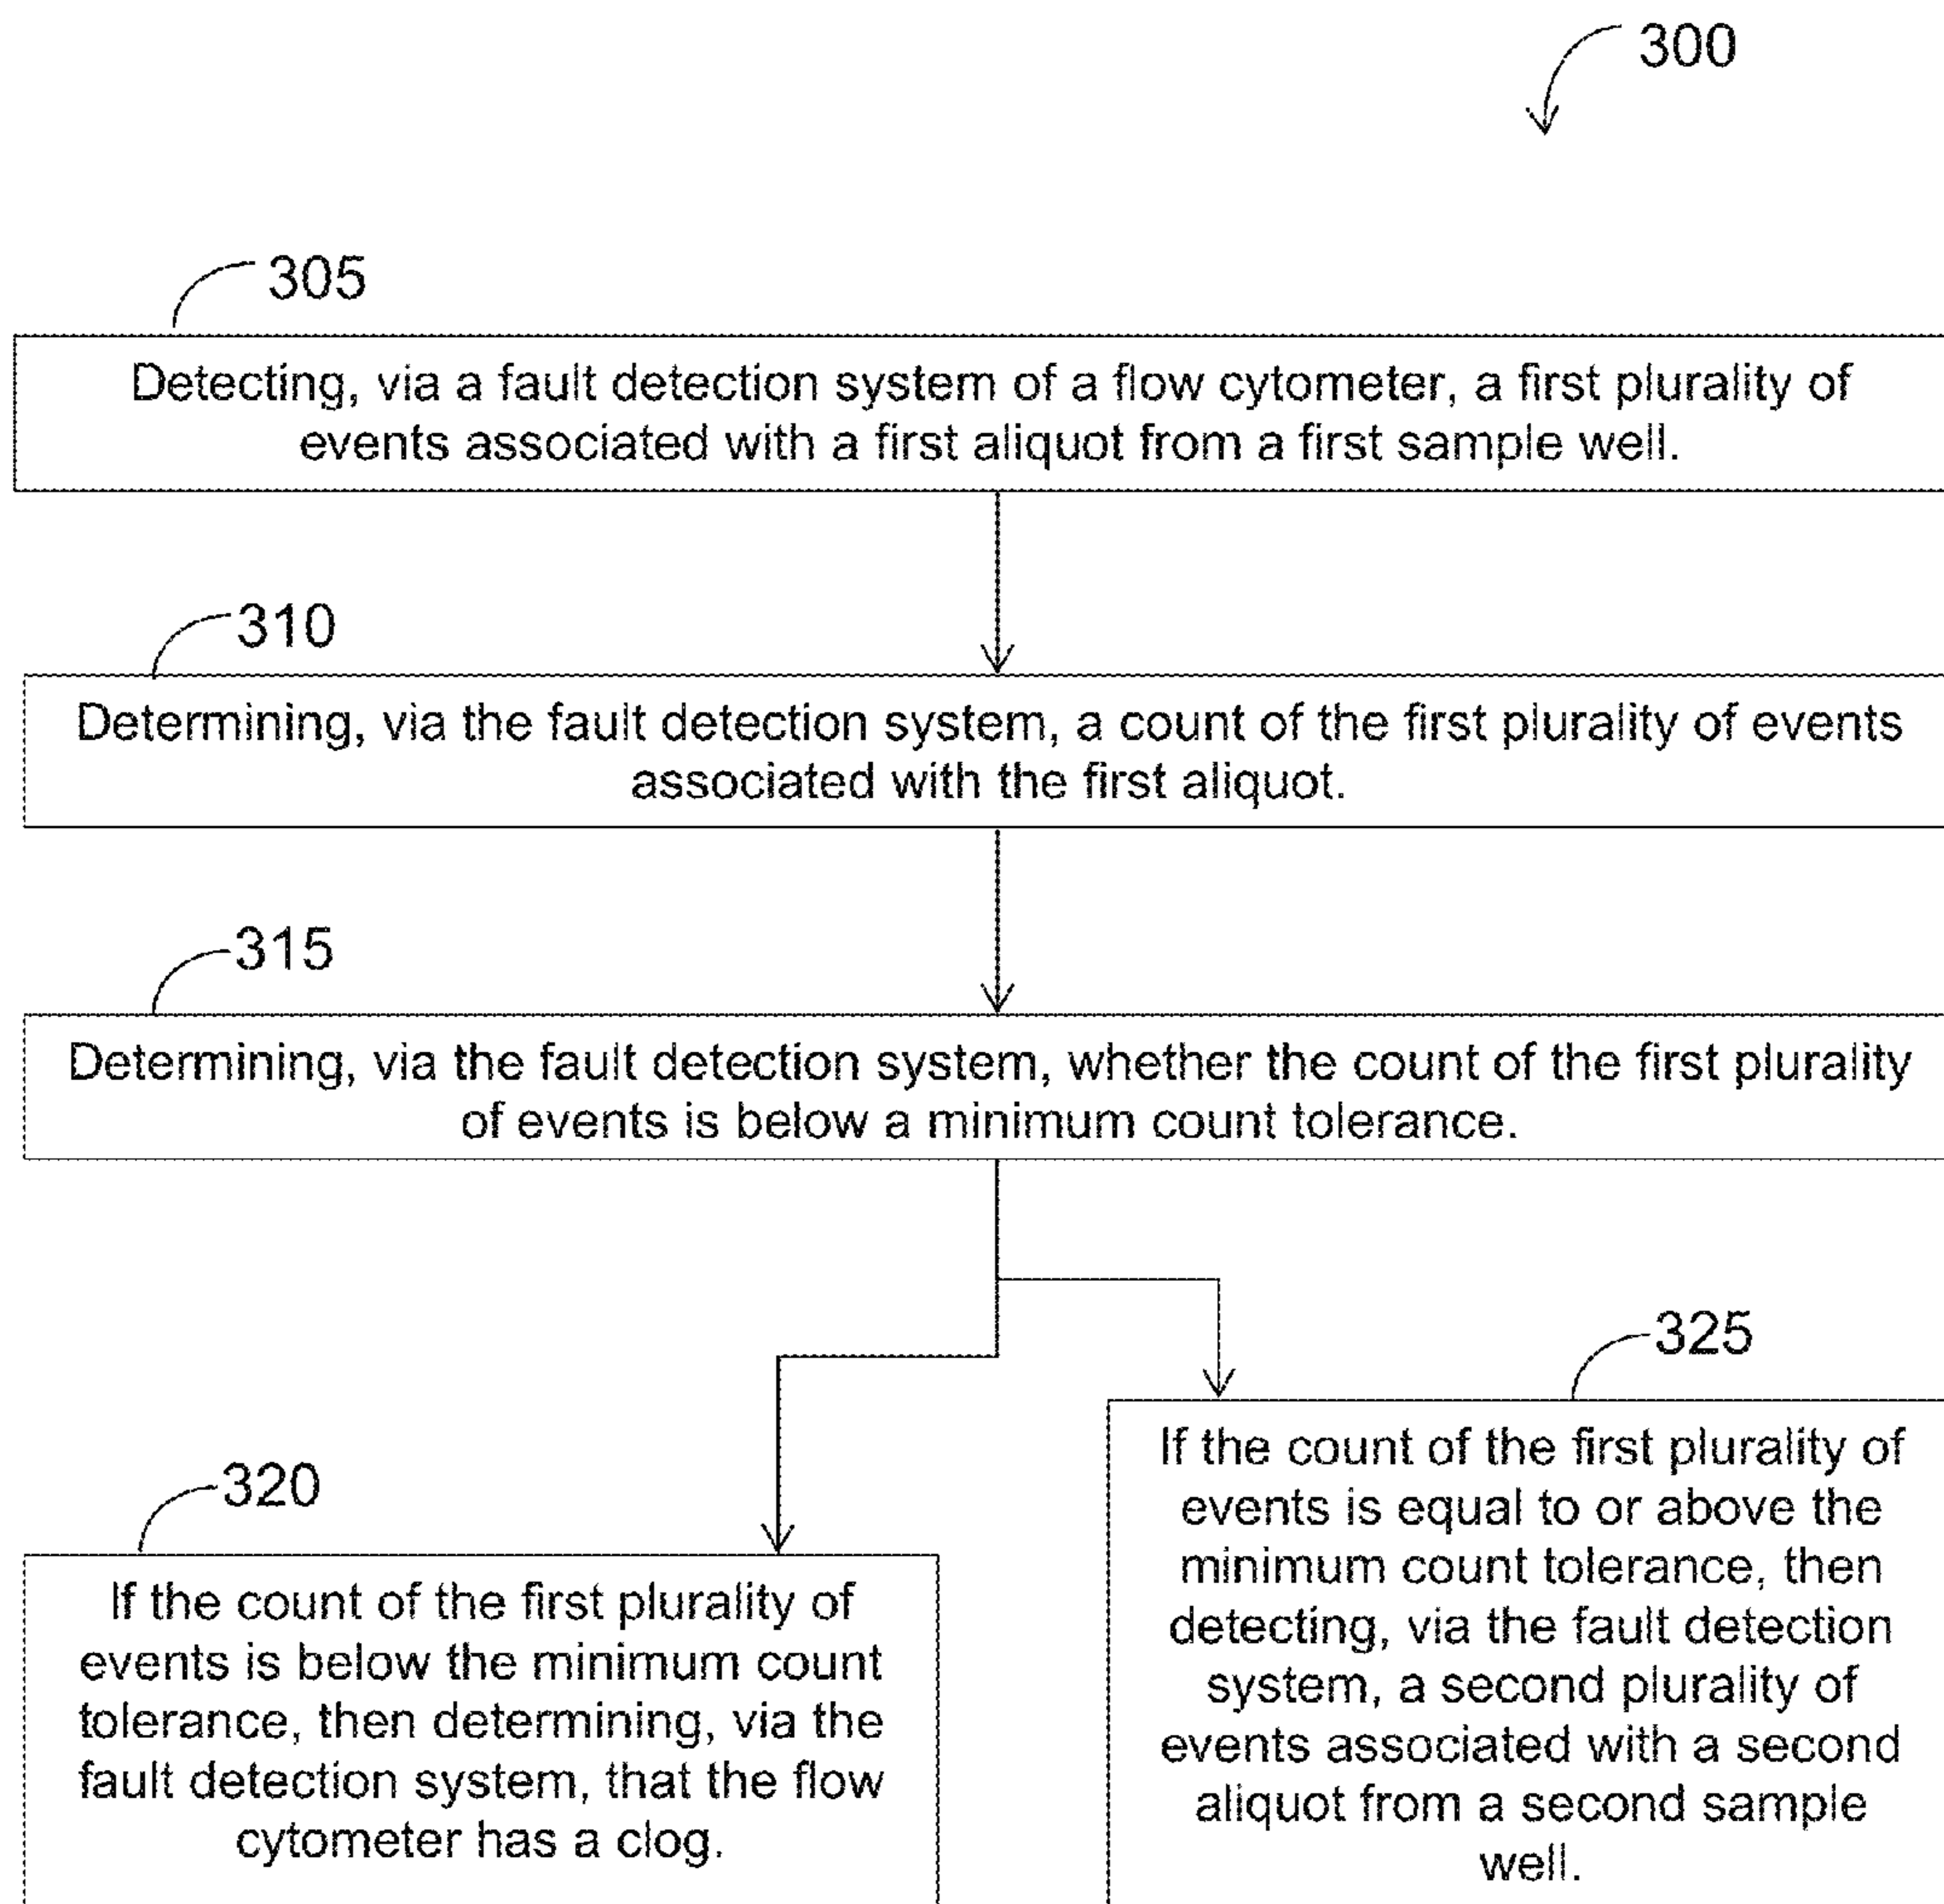 300
305
Detecting, via a fault detection system of a flow cytometer, a first plurality of
events associated with a first aliquot from a first sample well.
310
Determining, via the fault detection system, a count of the first plurality of events
associated with the first aliquot.
315
Determining, via the fault detection system, whether the count of the first plurality
of events is below a minimum count tolerance.
320
If the count of the first plurality of
events is below the minimum count
tolerance, then determining, via the
fault detection system, that the flow
cytometer has a clog.
325
If the count of the first plurality of
events is equal to or above the
minimum count tolerance, then
detecting, via the fault detection
system, a second plurality of
events associated with a second
aliquot from a second sample
well.